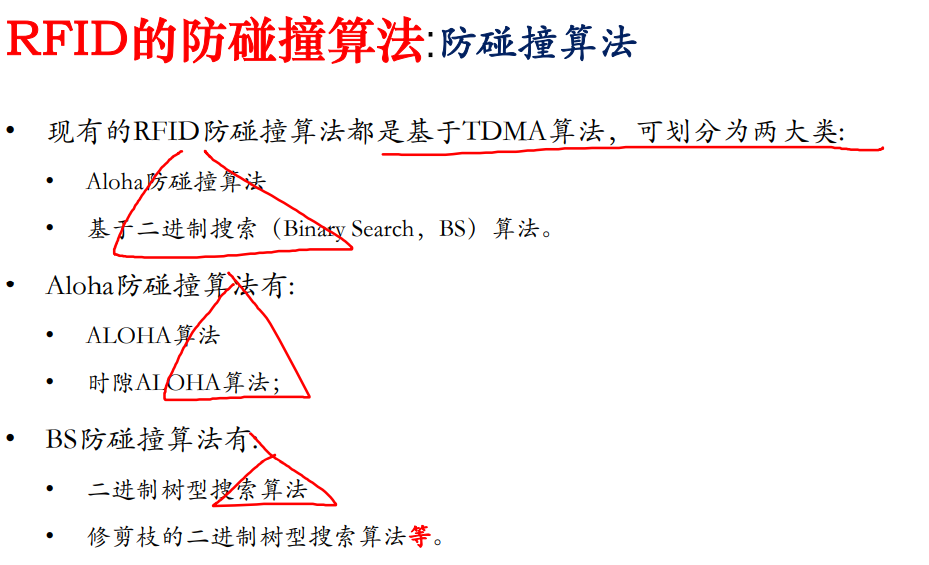 RFID的防碰撞算法:防碰撞算法
• 现有的RFID防碰撞算法都是基于TDMA算法，可划分为两大类:
• Aloha防碰撞算法
• 基于二进制搜索（Binary Search，BS）算法。
• Aloha防碰撞算法有:
• ALOHA算法
• 时隙ALOHA算法;
• BS防碰撞算法有:
• 二进制树型搜索算法
• 修剪枝的二进制树型搜索算法等。